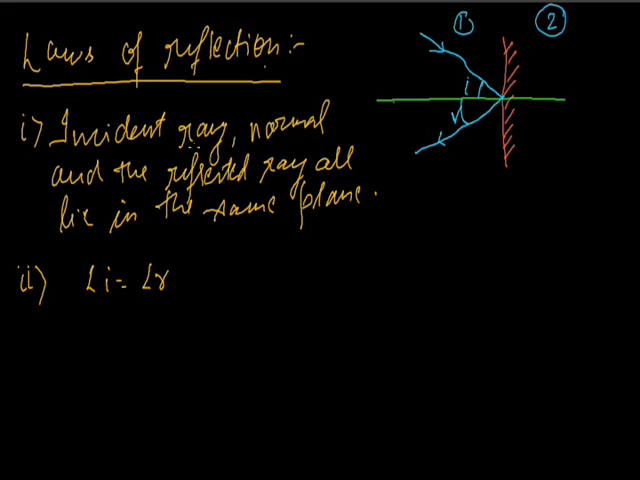 Laws of reflection:-
i) Incident ray, normal
and the reflected ray all
lie in the same plane.
ii) ∠i = ∠r
① ②
i
r